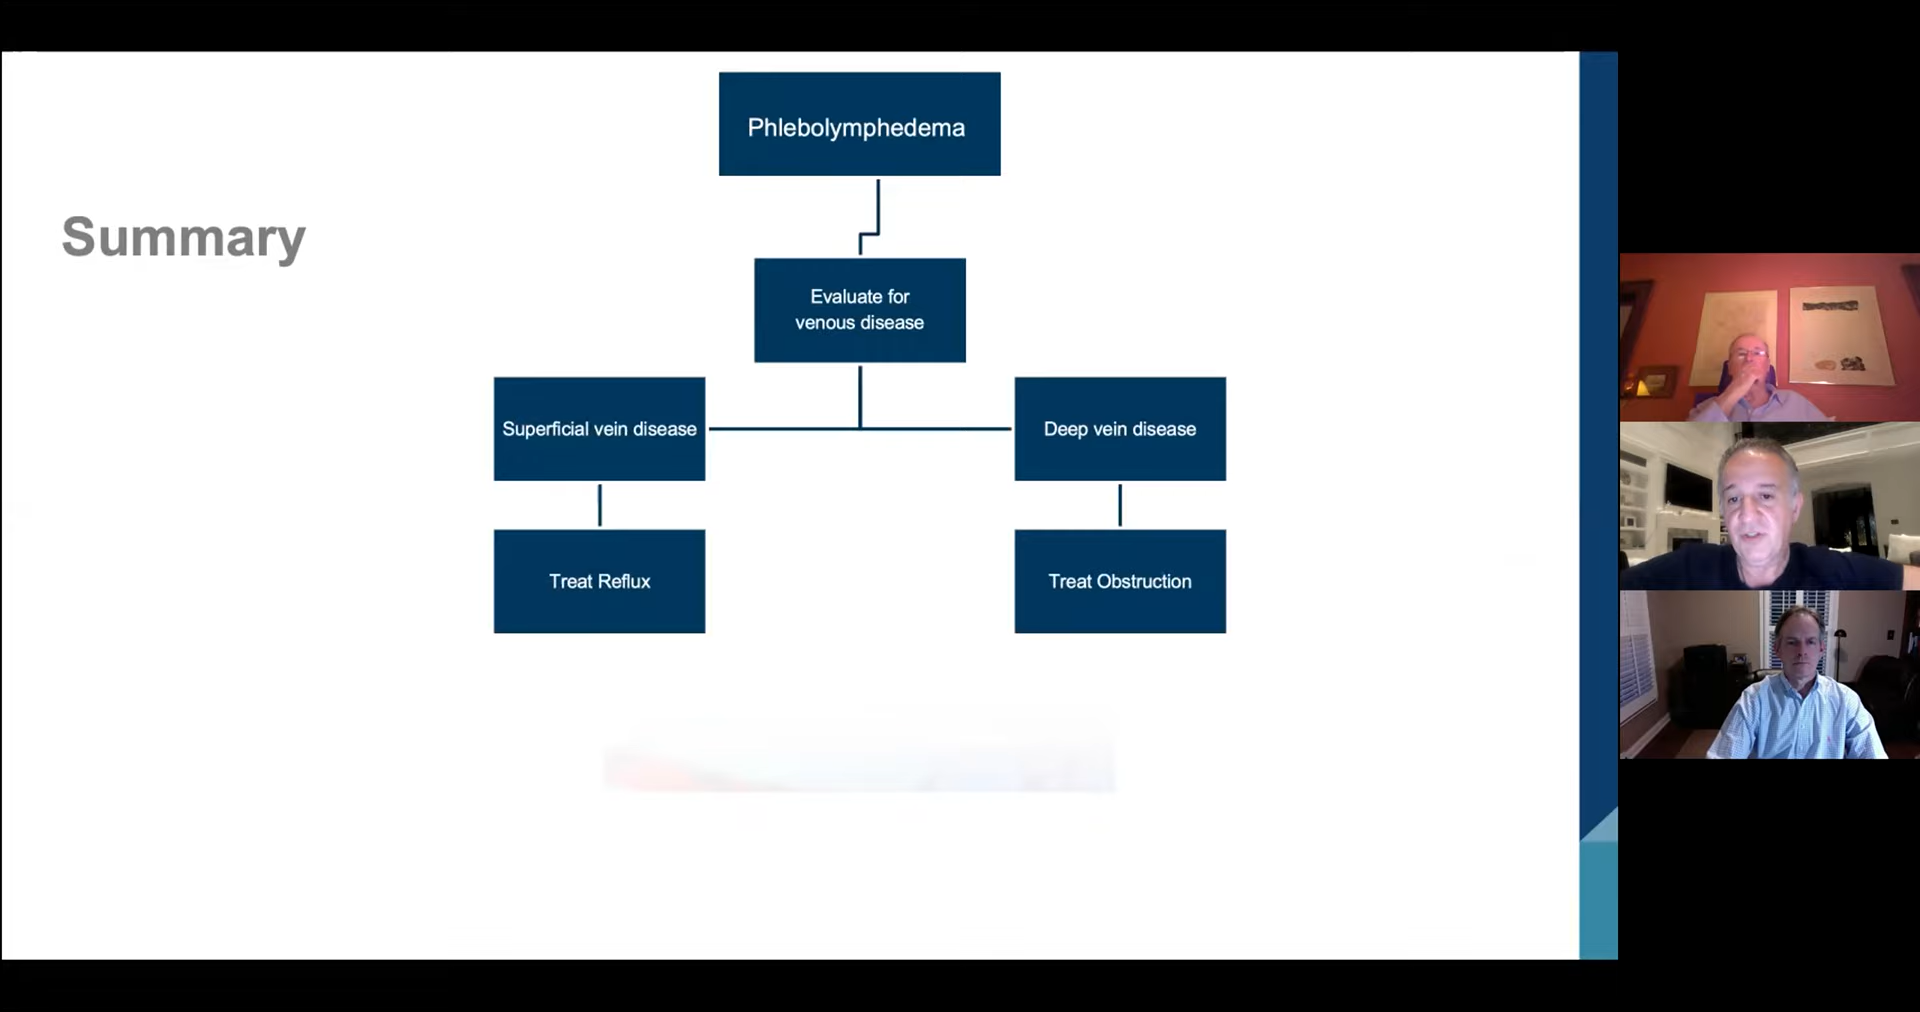 Phlebolymphedema
Summary
Evaluate for
venous disease
Superficial vein disease
Deep vein disease
Treat Reflux
Treat Obstruction